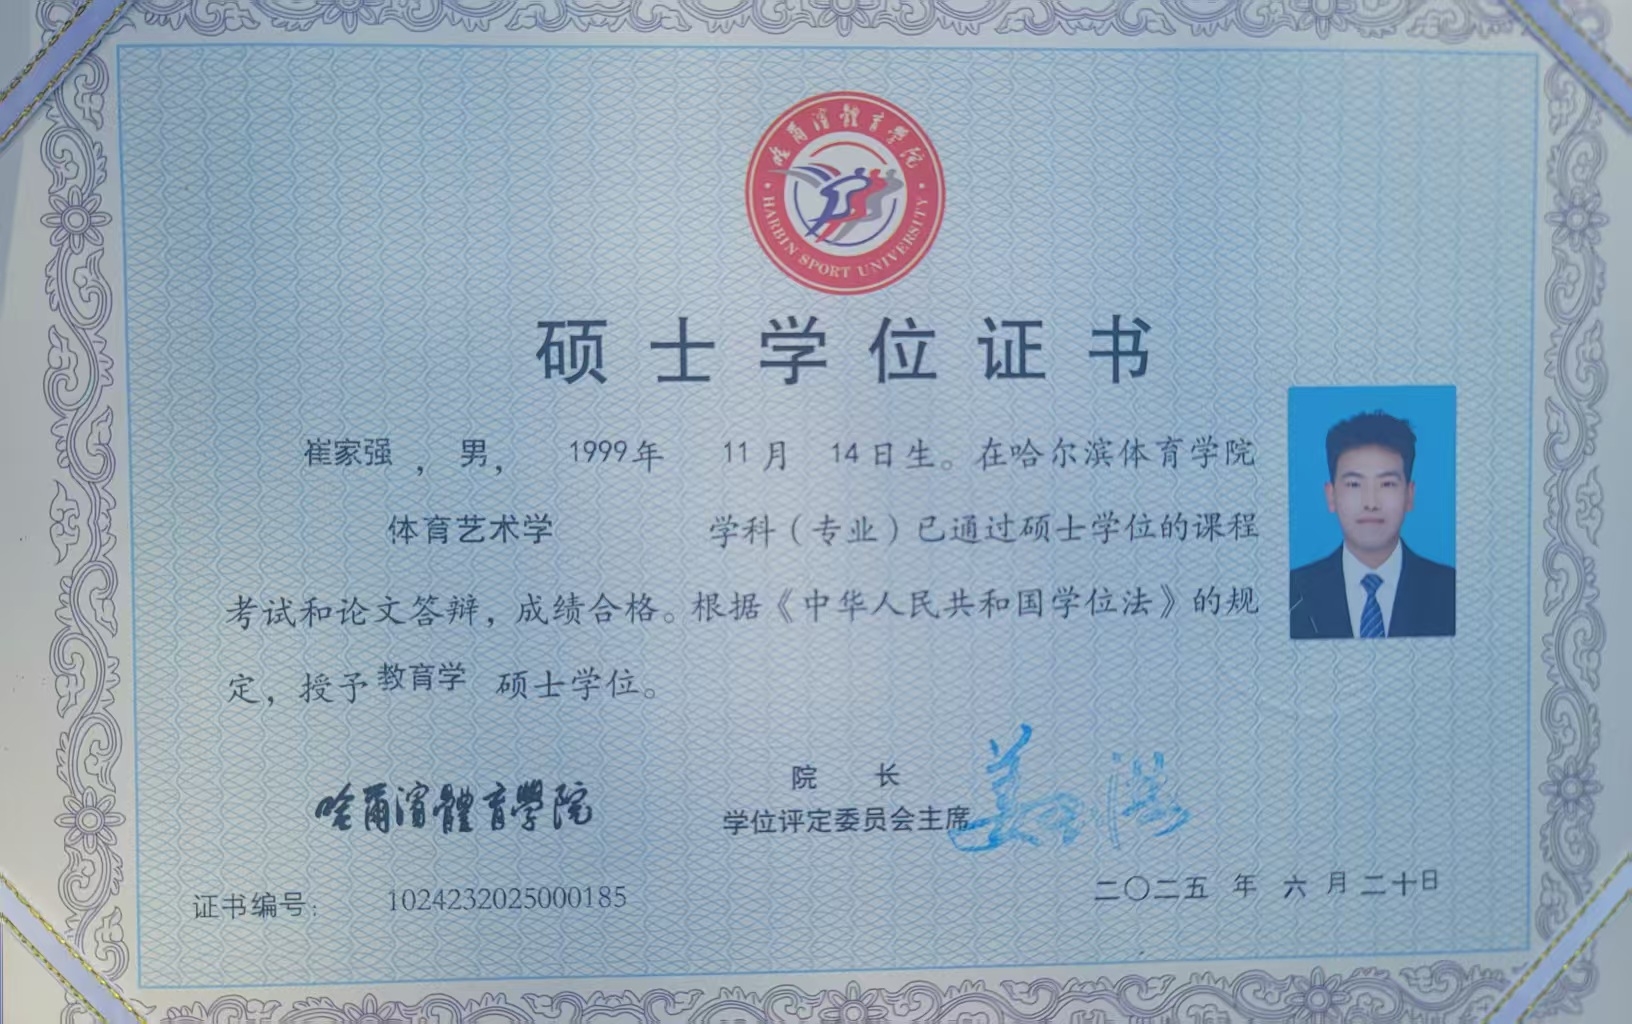 哈爾濱體育學院
HARBIN SPORT UNIVERSITY
硕士学位证书
崔家强 ， 男， 1999年 11月 14日生。在哈尔滨体育学院
体育艺术学 学科（专业）已通过硕士学位的课程
考试和论文答辩，成绩合格。根据《中华人民共和国学位法》的规
定，授予教育学 硕士学位。
哈爾濱體育學院
院 长
学位评定委员会主席
证书编号： 1024232025000185
二〇二五 年 六 月 二十日